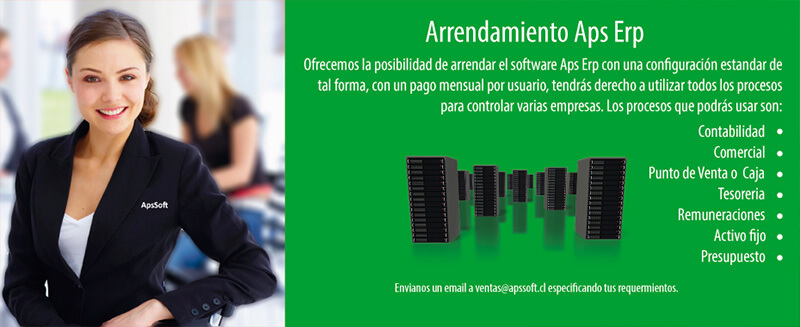 Arrendamiento Aps Erp
Ofrecemos la posibilidad de arrendar el software Aps Erp con una configuración estandar de
tal forma, con un pago mensual por usuario, tendrás derecho a utilizar todos los procesos
para controlar varias empresas. Los procesos que podrás usar son:
Contabilidad •
Comercial •
Punto de Venta o Caja •
Tesoreria •
Remuneraciones •
Activo fijo •
Presupuesto •
ApsSoft
Envianos un email a ventas@apssoft.cl especificando tus requermientos.